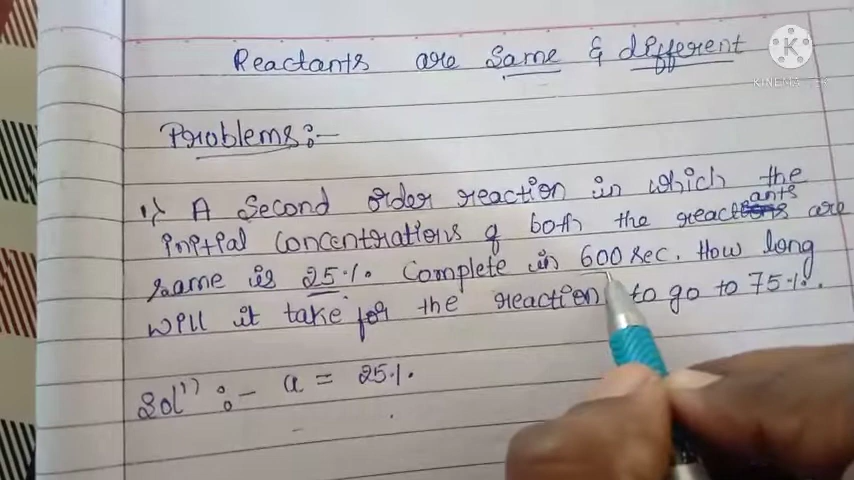 Reactants are Same & different
KINEMASTER
Problems:-
1) A Second order reaction in which the
initial concentrations of both the reactants are
same is 25%. Complete in 600 sec. How long
will it take for the reaction to go to 75%.
Sol") :- a = 25%.